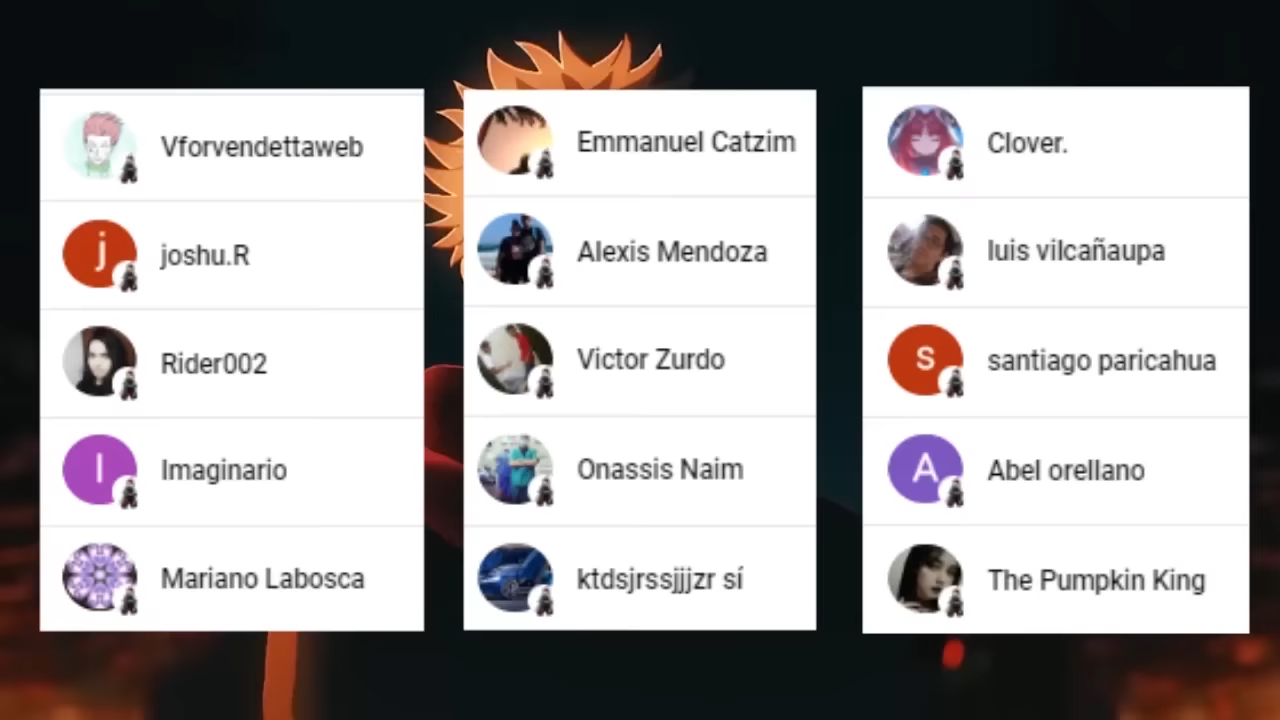 Vforvendettaweb
joshu.R
Rider002
Imaginario
Mariano Labosca
Emmanuel Catzim
Alexis Mendoza
Victor Zurdo
Onassis Naim
ktdsjrssjjjzr sí
Clover.
luis vilcañaupa
santiago paricahua
Abel orellano
The Pumpkin King
j
I
S
A